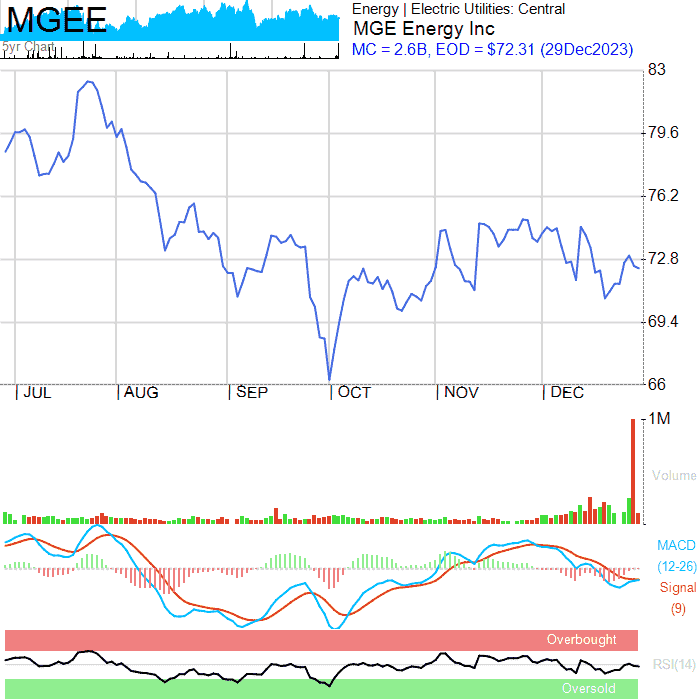 MGEE
5yr Chart
Energy | Electric Utilities: Central
MGE Energy Inc
MC = 2.6B, EOD = $72.31 (29Dec2023)
83
79.6
76.2
72.8
69.4
66
|JUL |AUG |SEP |OCT |NOV |DEC
1M
Volume
MACD
(12-26)
Signal
(9)
Overbought
RSI(14)
Oversold